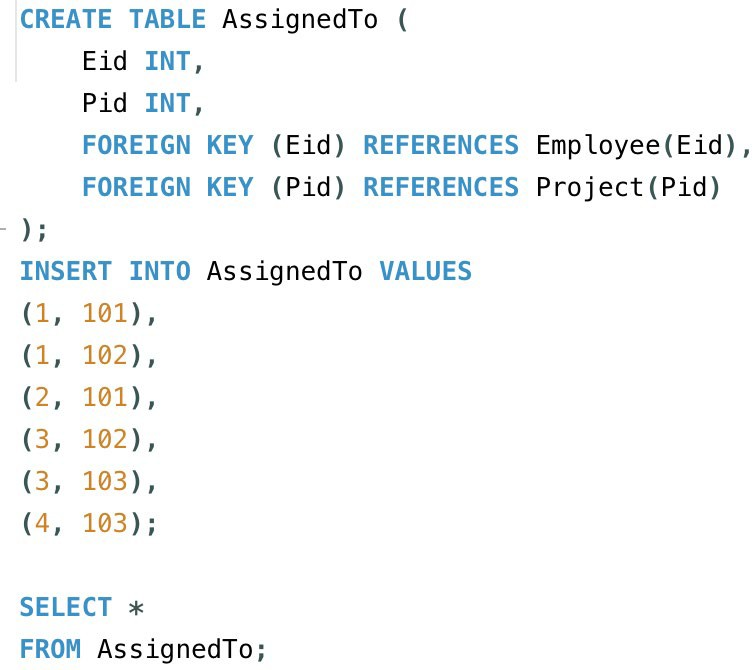 CREATE TABLE AssignedTo (
    Eid INT,
    Pid INT,
    FOREIGN KEY (Eid) REFERENCES Employee(Eid),
    FOREIGN KEY (Pid) REFERENCES Project(Pid)
);
INSERT INTO AssignedTo VALUES
(1, 101),
(1, 102),
(2, 101),
(3, 102),
(3, 103),
(4, 103);

SELECT *
FROM AssignedTo;